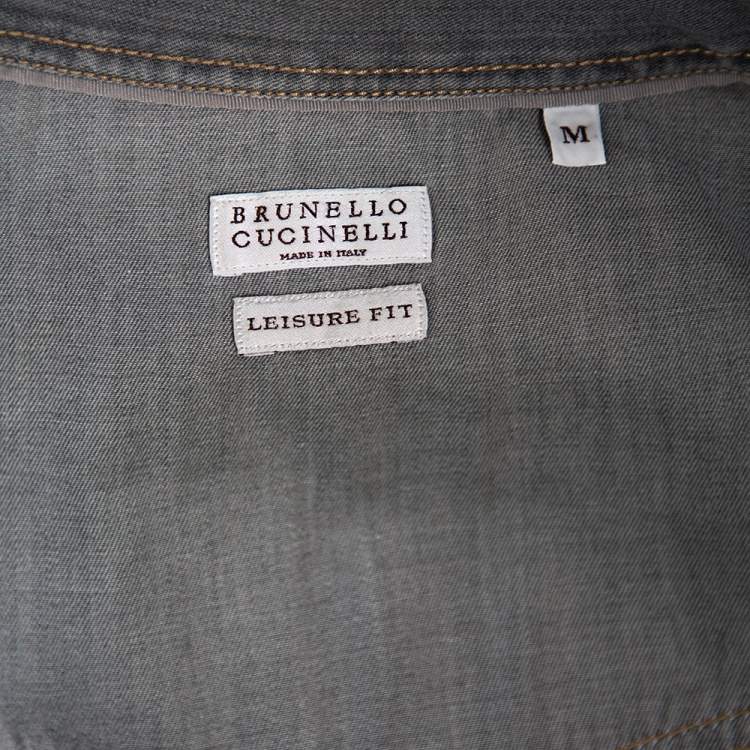 M
BRUNELLO
CUCINELLI
MADE IN ITALY
LEISURE FIT